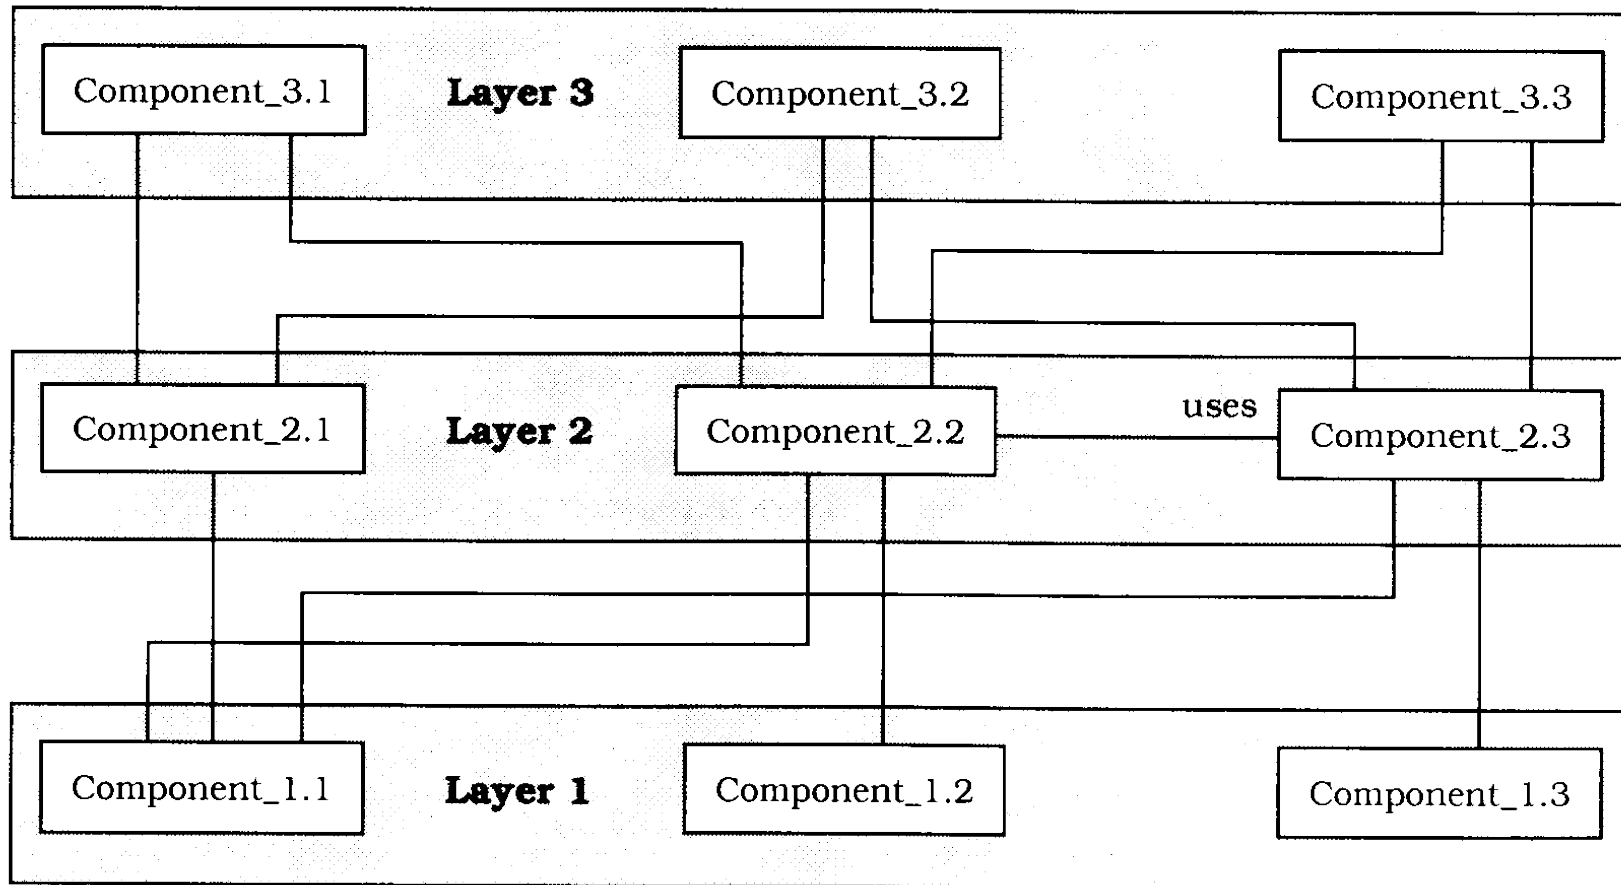 Component_3.1
Layer 3
Component_3.2
Component_3.3
Component_2.1
Layer 2
Component_2.2
uses
Component_2.3
Component_1.1
Layer 1
Component_1.2
Component_1.3